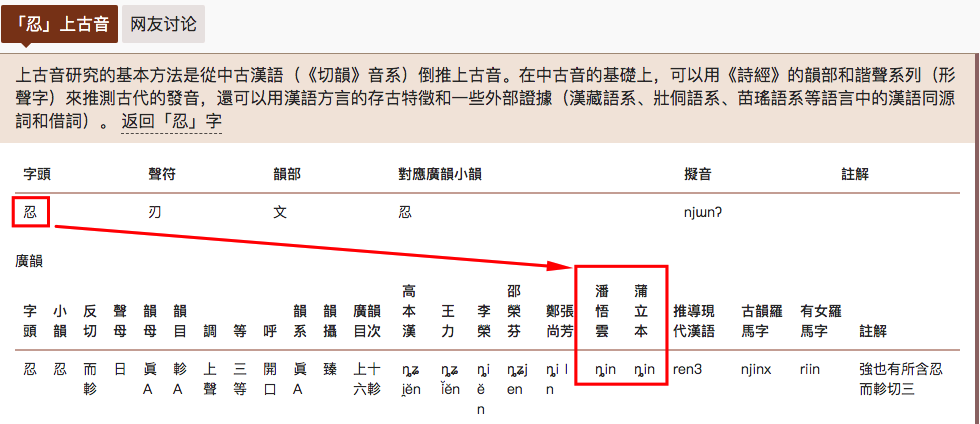 「忍」上古音 网友讨论
上古音研究的基本方法是從中古漢語（《切韻》音系）倒推上古音。在中古音的基礎上，可以用《詩經》的韻部和諧聲系列（形
聲字）來推測古代的發音，還可以用漢語方言的存古特徵和一些外部證據（漢藏語系、壯侗語系、苗瑤語系等語言中的漢語同源
詞和借詞）。 返回「忍」字
字頭 聲符 韻部 對應廣韻小韻 擬音 註解
忍 刃 文 忍 njɯnʔ
廣韻
字頭 小韻 反切 聲母 韻母 韻目 調 等 呼 韻系 韻攝 廣韻目次 高本漢 王力 李榮 邵榮芬 鄭張尚芳 潘悟雲 蒲立本 推導現代漢語 古韻羅馬字 有女羅馬字 註解
忍 忍 而軫 日 眞A 軫A 上聲 三等 開口 眞A 臻 上十六軫 ȵʑĭĕn ȵʑĭĕn ȵiĕn ȵʑjen ȵiɪn ȵin ȵin ren3 njinx riin 強也有所含忍而軫切三